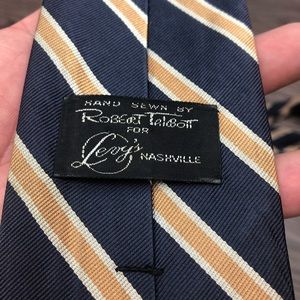 HAND SEWN BY
Robert Talbott
FOR
Levy's NASHVILLE